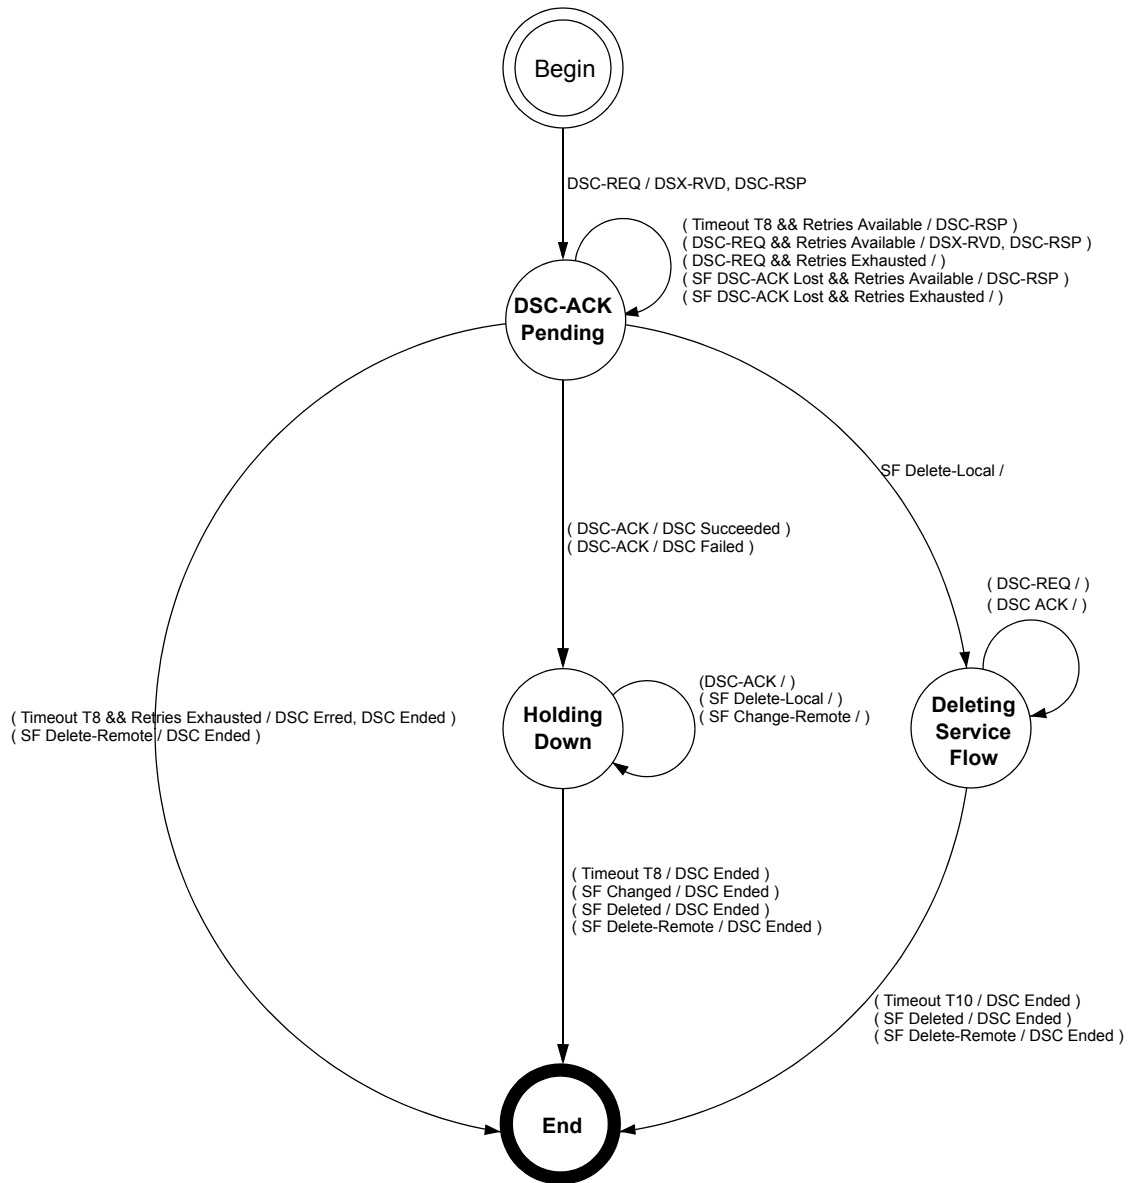 Begin
DSC-REQ / DSX-RVD, DSC-RSP
( Timeout T8 && Retries Available / DSC-RSP )
( DSC-REQ && Retries Available / DSX-RVD, DSC-RSP )
( DSC-REQ && Retries Exhausted / )
( SF DSC-ACK Lost && Retries Available / DSC-RSP )
( SF DSC-ACK Lost && Retries Exhausted / )
DSC-ACK
Pending
SF Delete-Local /
( DSC-ACK / DSC Succeeded )
( DSC-ACK / DSC Failed )
( DSC-REQ / )
( DSC ACK / )
(DSC-ACK / )
( SF Delete-Local / )
( SF Change-Remote / )
Holding
Down
Deleting
Service
Flow
( Timeout T8 && Retries Exhausted / DSC Erred, DSC Ended )
( SF Delete-Remote / DSC Ended )
( Timeout T8 / DSC Ended )
( SF Changed / DSC Ended )
( SF Deleted / DSC Ended )
( SF Delete-Remote / DSC Ended )
( Timeout T10 / DSC Ended )
( SF Deleted / DSC Ended )
( SF Delete-Remote / DSC Ended )
End